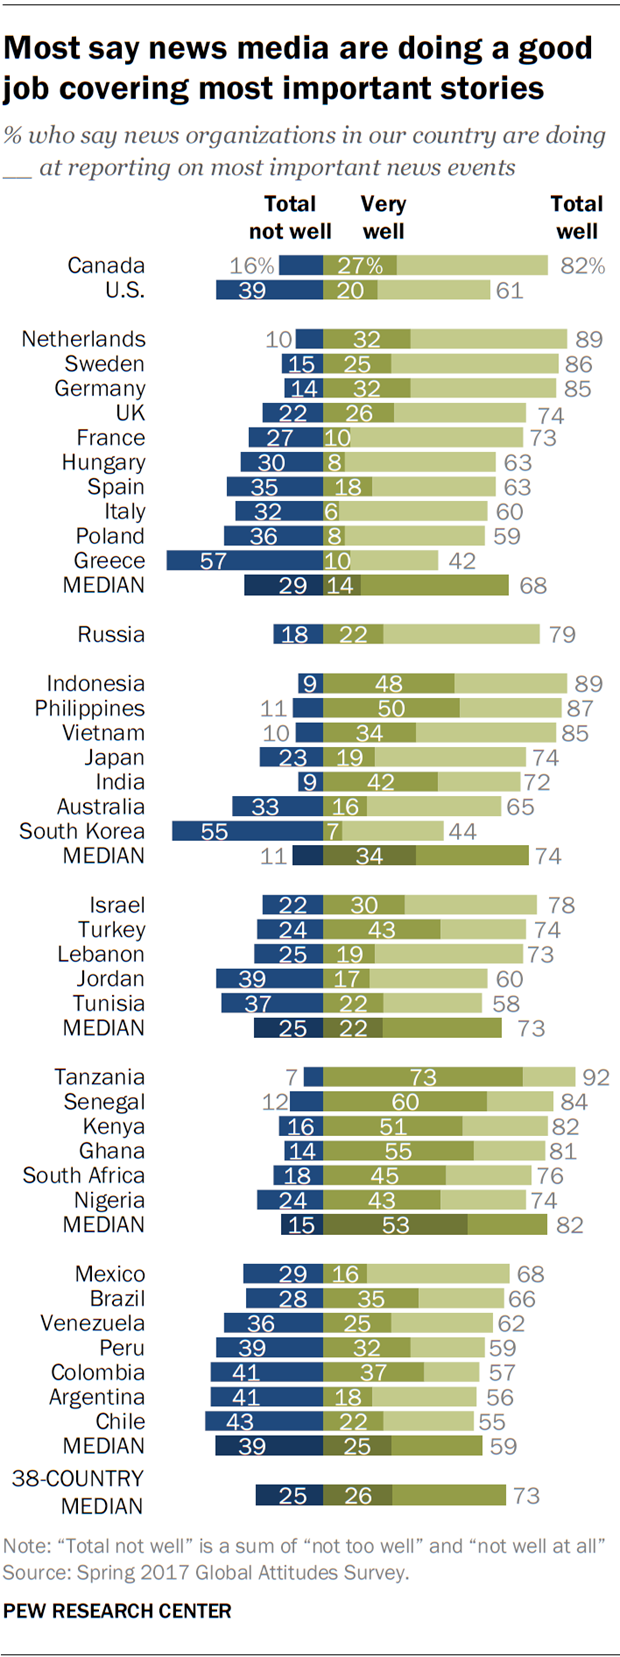 Most say news media are doing a good
job covering most important stories
% who say news organizations in our country are doing
__ at reporting on most important news events
Total not well Very well Total well
Canada 16% 27% 82%
U.S. 39 20 61
Netherlands 10 32 89
Sweden 15 25 86
Germany 14 32 85
UK 22 26 74
France 27 10 73
Hungary 30 8 63
Spain 35 18 63
Italy 32 6 60
Poland 36 8 59
Greece 57 10 42
MEDIAN 29 14 68
Russia 18 22 79
Indonesia 9 48 89
Philippines 11 50 87
Vietnam 10 34 85
Japan 23 19 74
India 9 42 72
Australia 33 16 65
South Korea 55 7 44
MEDIAN 11 34 74
Israel 22 30 78
Turkey 24 43 74
Lebanon 25 19 73
Jordan 39 17 60
Tunisia 37 22 58
MEDIAN 25 22 73
Tanzania 7 73 92
Senegal 12 60 84
Kenya 16 51 82
Ghana 14 55 81
South Africa 18 45 76
Nigeria 24 43 74
MEDIAN 15 53 82
Mexico 29 16 68
Brazil 28 35 66
Venezuela 36 25 62
Peru 39 32 59
Colombia 41 37 57
Argentina 41 18 56
Chile 43 22 55
MEDIAN 39 25 59
38-COUNTRY
MEDIAN 25 26 73
Note: “Total not well” is a sum of “not too well” and “not well at all”
Source: Spring 2017 Global Attitudes Survey.
PEW RESEARCH CENTER